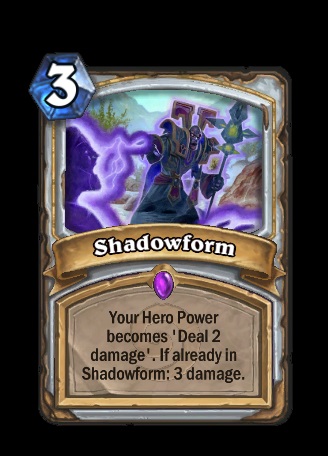 3
Shadowform
Your Hero Power
becomes 'Deal 2
damage'. If already in
Shadowform: 3 damage.